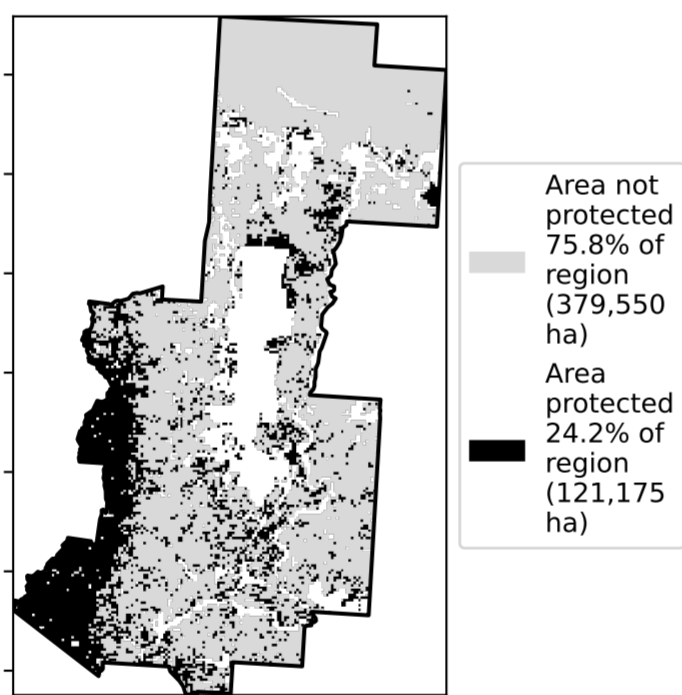 Area not
protected
75.8% of
region
(379,550
ha)
Area
protected
24.2% of
region
(121,175
ha)